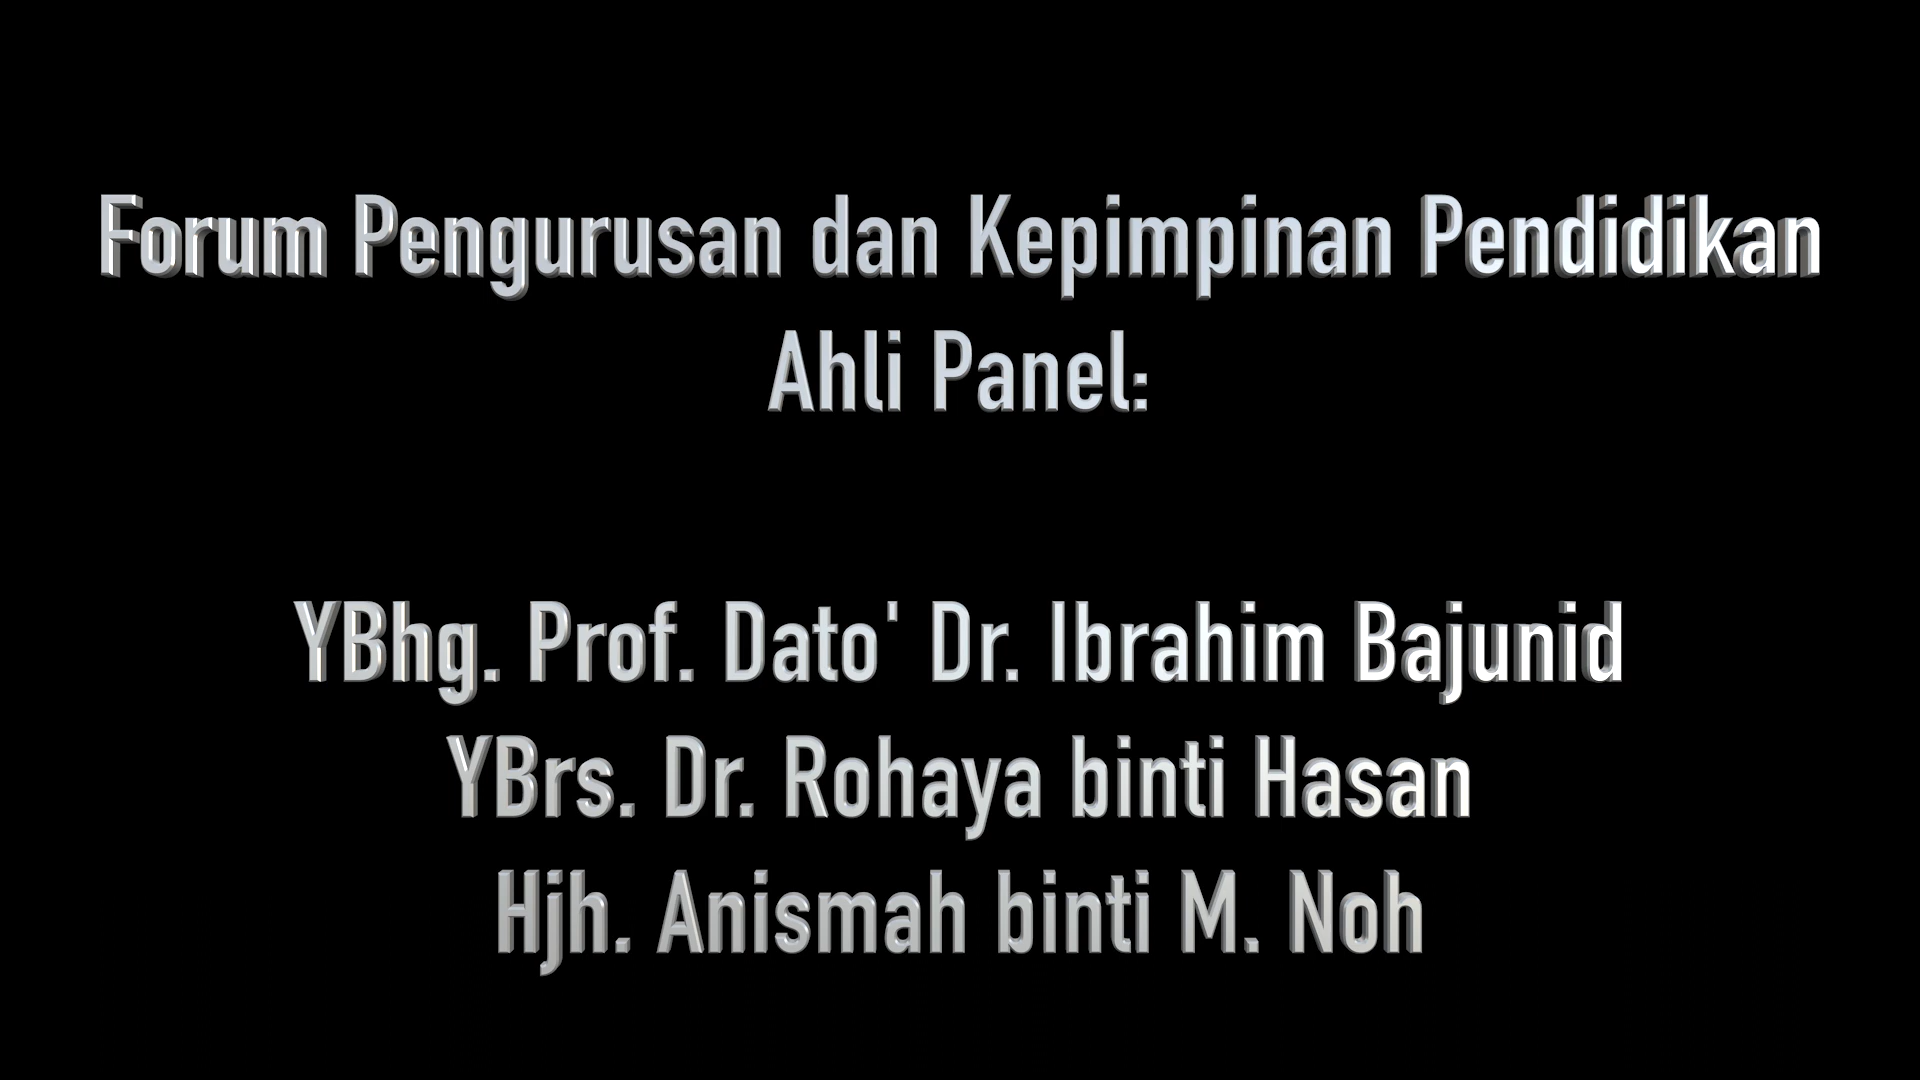 Forum Pengurusan dan Kepimpinan Pendidikan
Ahli Panel:
YBhg. Prof. Dato' Dr. Ibrahim Bajunid
YBrs. Dr. Rohaya binti Hasan
Hjh. Anismah binti M. Noh